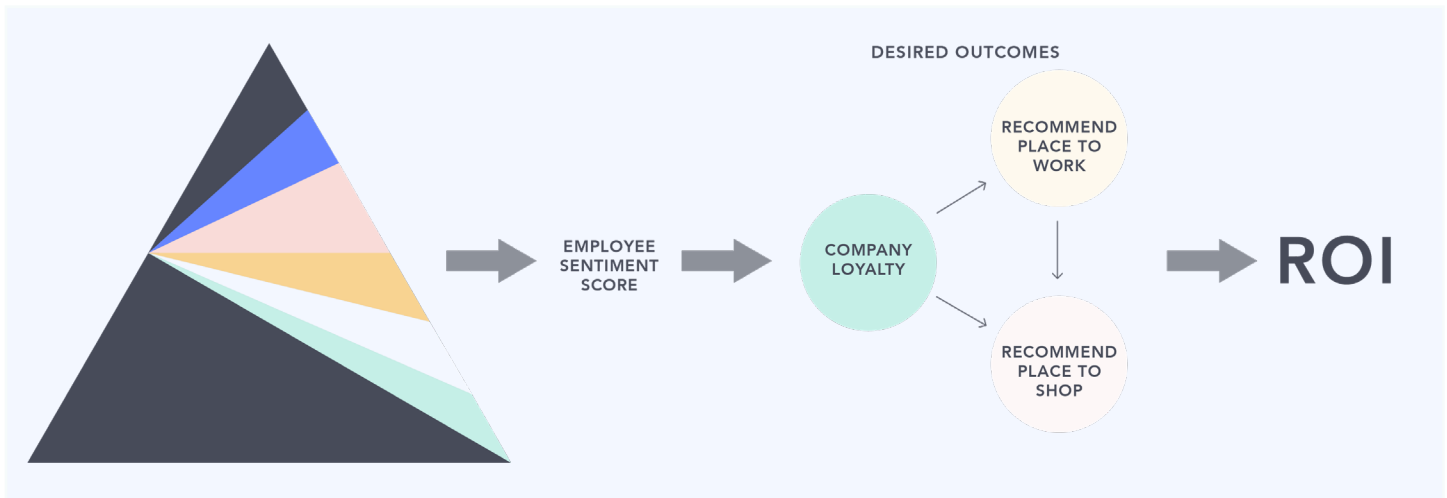 DESIRED OUTCOMES
EMPLOYEE
SENTIMENT
SCORE
COMPANY
LOYALTY
RECOMMEND
PLACE TO
WORK
RECOMMEND
PLACE TO
SHOP
ROI